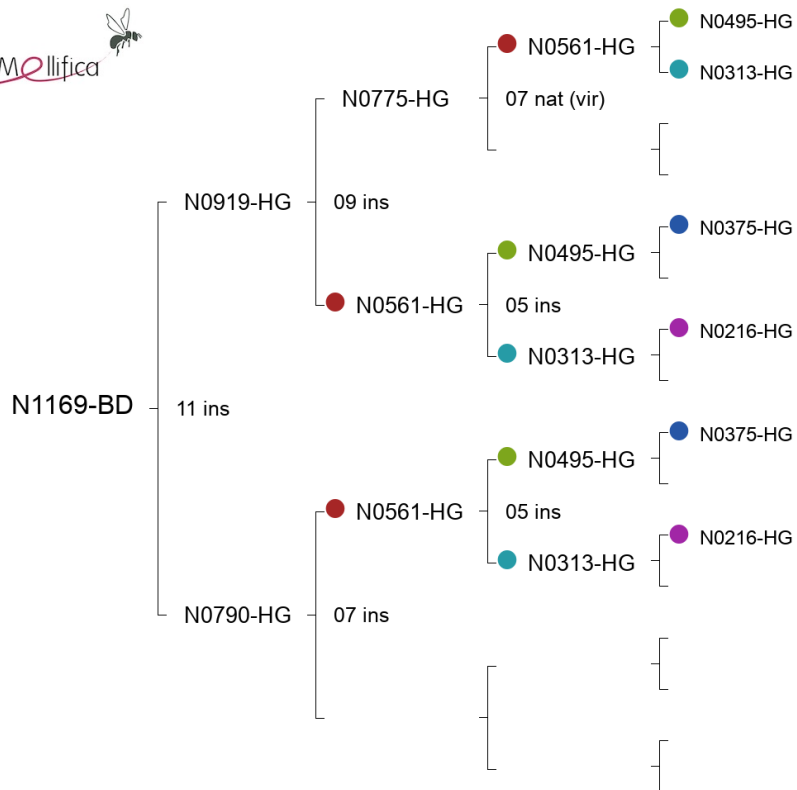 Mellifica
N0495-HG
N0561-HG
N0313-HG
N0775-HG
07 nat (vir)
N0919-HG
09 ins
N0375-HG
N0495-HG
N0561-HG
05 ins
N0216-HG
N0313-HG
N1169-BD
11 ins
N0375-HG
N0495-HG
N0561-HG
05 ins
N0216-HG
N0313-HG
N0790-HG
07 ins